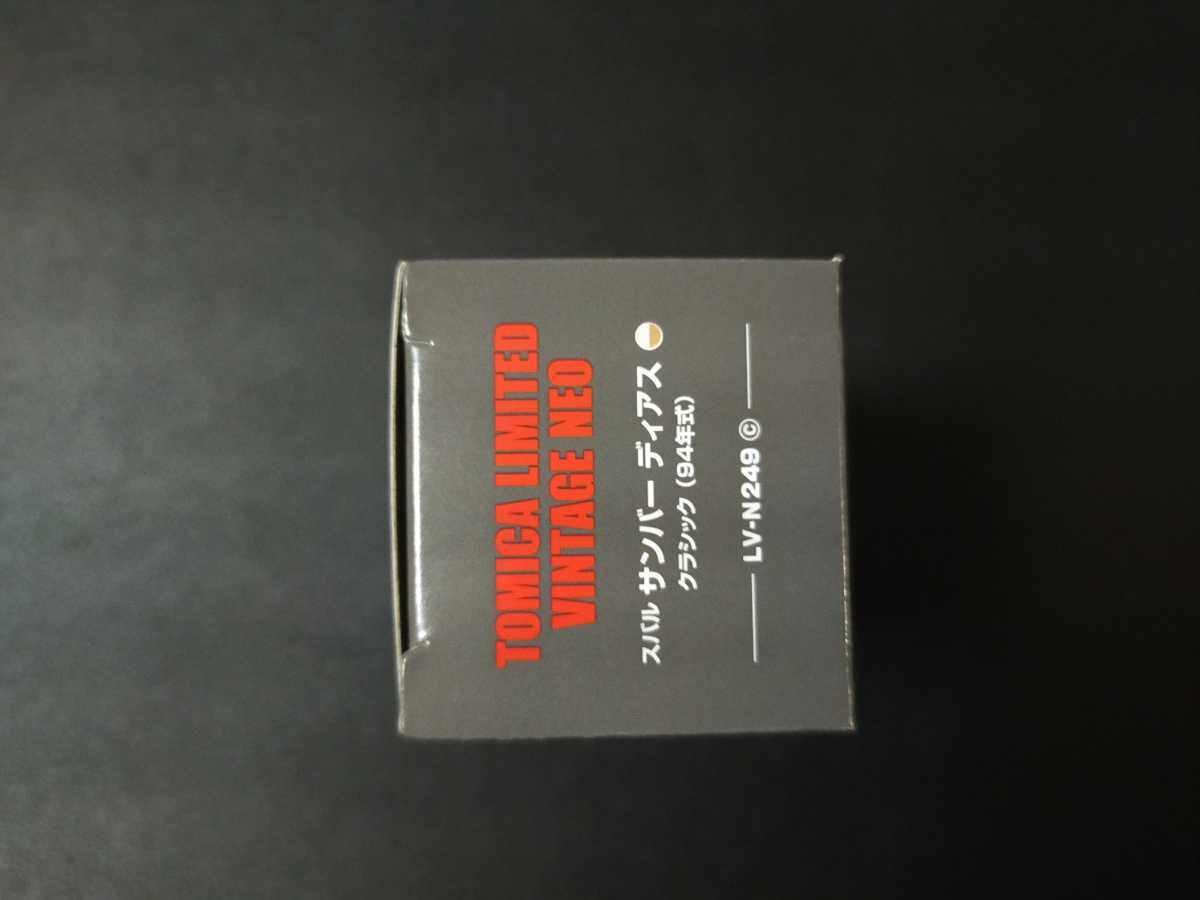 TOMICA LIMITED
VINTAGE NEO
スバル サンバー ディアス
クラシック (94年式)
LV-N249 ⓒ